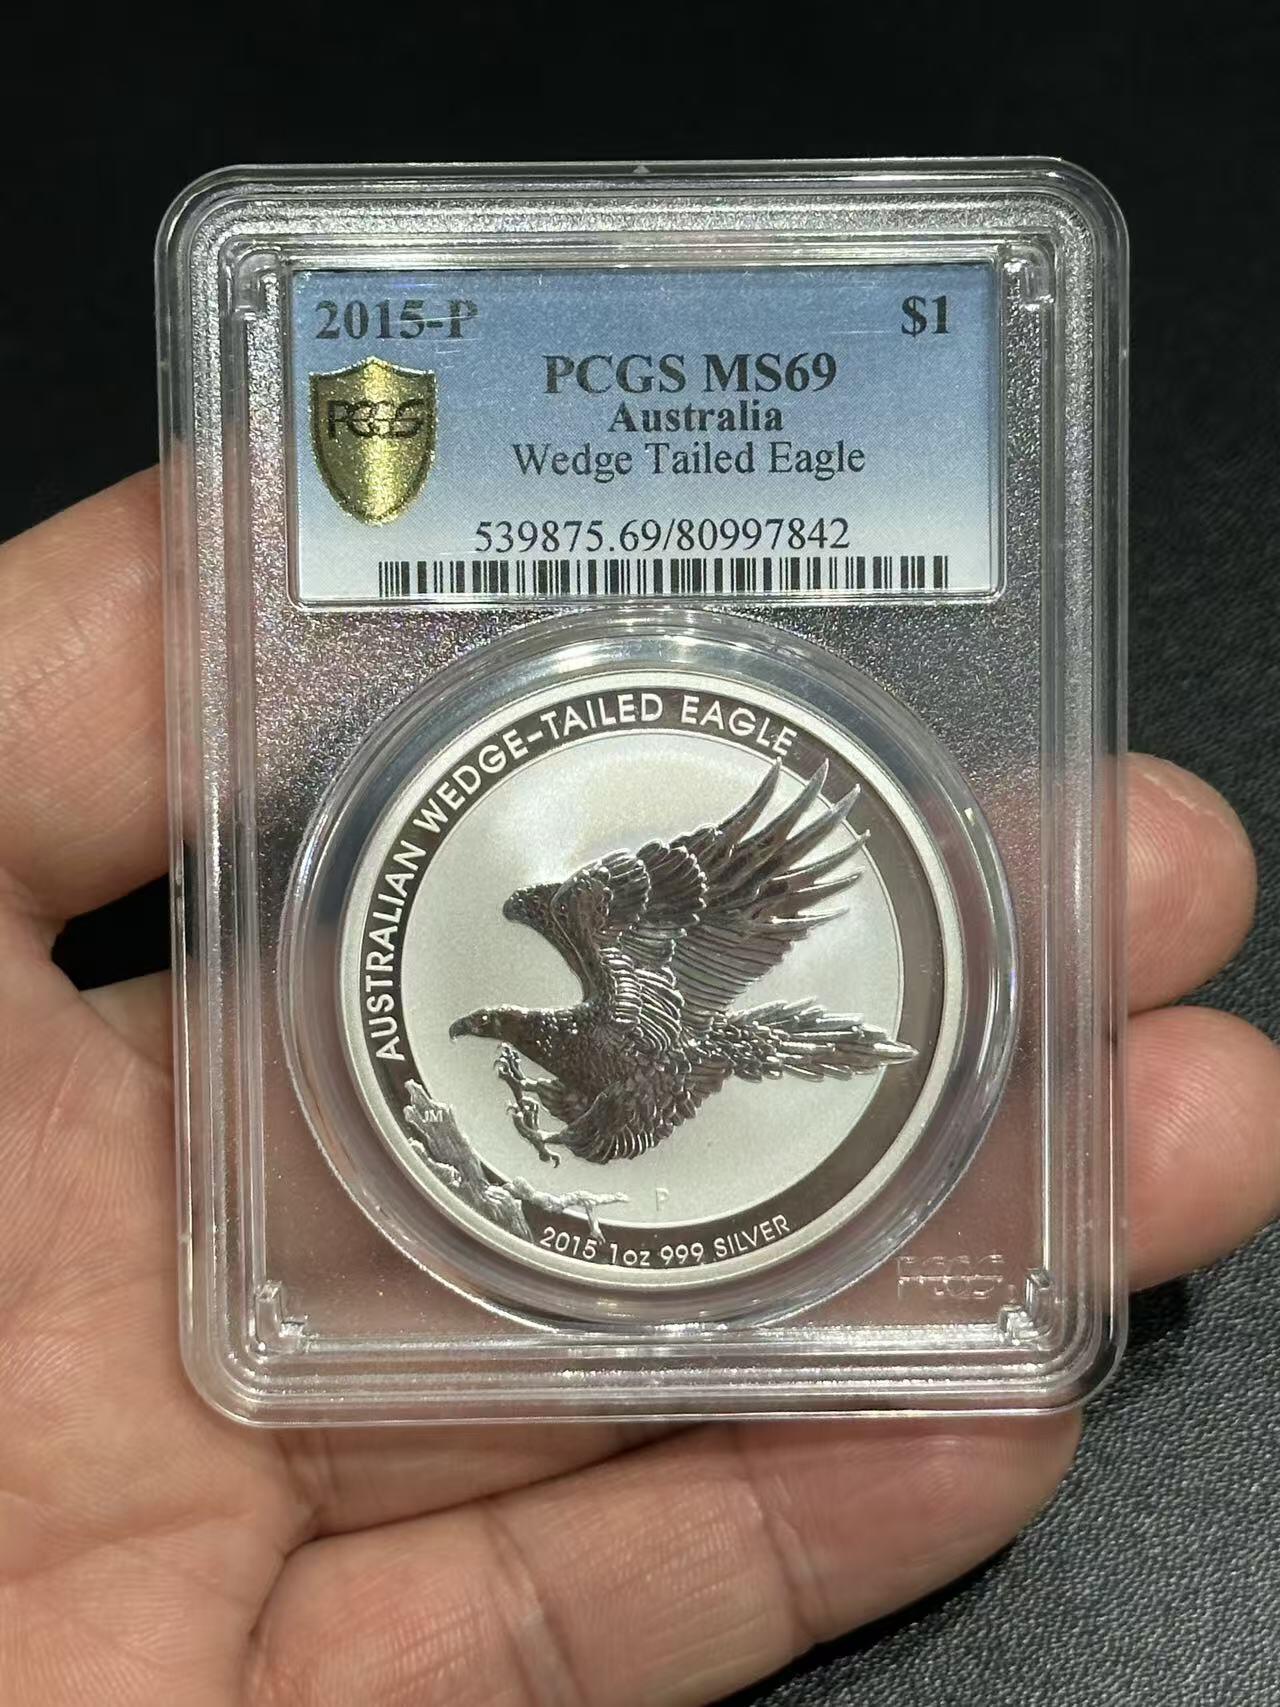 2015-P $1
PCGS MS69
Australia
PCGS
Wedge Tailed Eagle
539875.69/80997842
AUSTRALIAN WEDGE-TAILED EAGLE
JM
P
2015 1oz 999 SILVER
PCGS